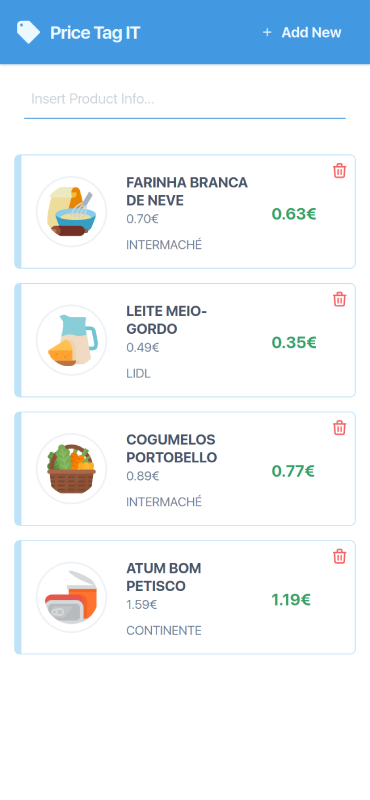 Price Tag IT
+ Add New
Insert Product Info...
FARINHA BRANCA
DE NEVE
0.70€
0.63€
INTERMACHÉ
LEITE MEIO-
GORDO
0.49€
0.35€
LIDL
COGUMELOS
PORTOBELLO
0.89€
0.77€
INTERMACHÉ
ATUM BOM
PETISCO
1.59€
1.19€
CONTINENTE